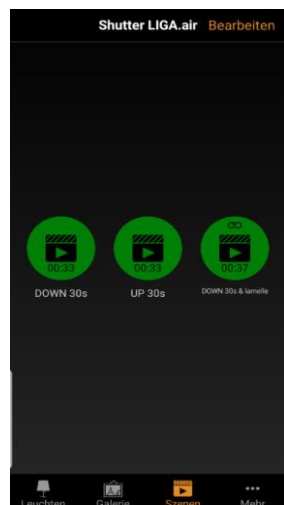 Shutter LIGA.air Bearbeiten
00:33 00:33 00:37
DOWN 30s UP 30s DOWN 30s & lamelle
Leuchten Galerie Szenen Mehr